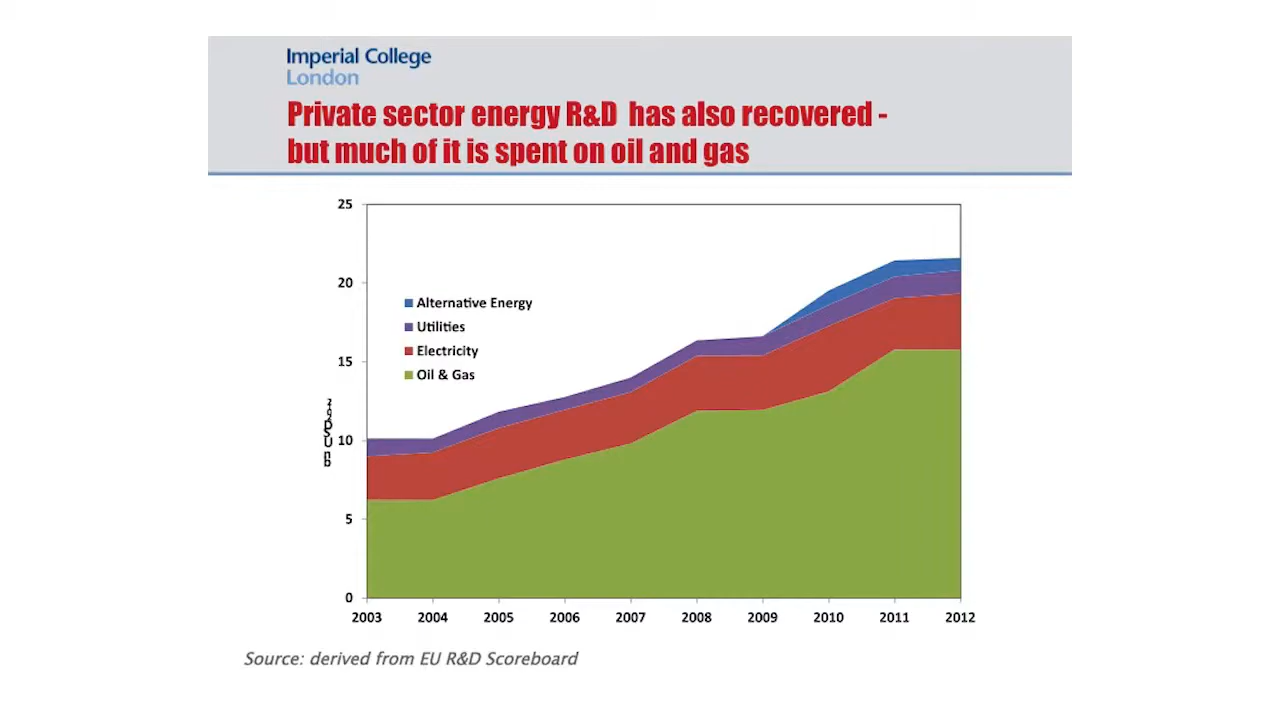 Imperial College
London
Private sector energy R&D has also recovered -
but much of it is spent on oil and gas
25
20
15
10
5
0
Alternative Energy
Utilities
Electricity
Oil & Gas
2003 2004 2005 2006 2007 2008 2009 2010 2011 2012
Source: derived from EU R&D Scoreboard